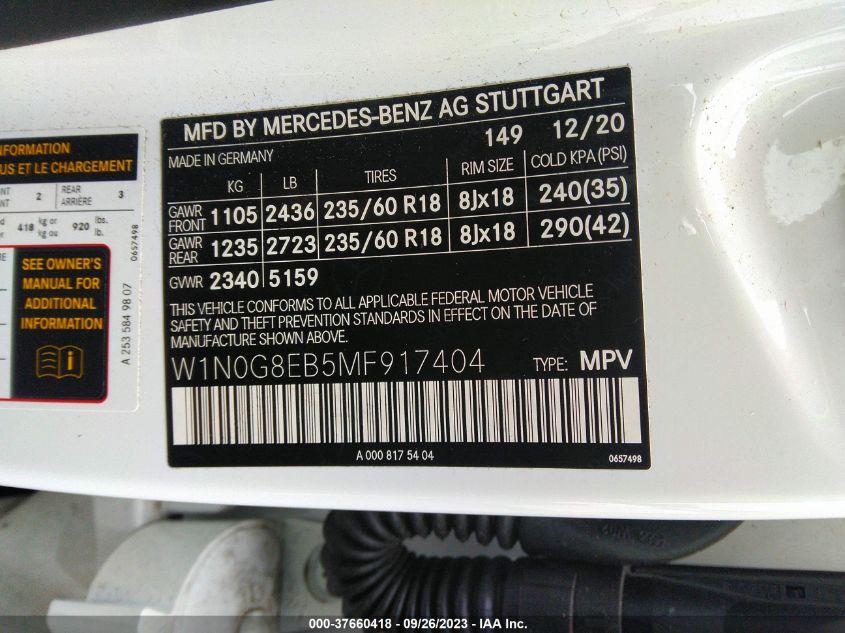 MFD BY MERCEDES-BENZ AG STUTTGART
149 12/20
MADE IN GERMANY
KG LB TIRES RIM SIZE COLD KPA (PSI)
GAWR FRONT 1105 2436 235/60 R18 8Jx18 240(35)
GAWR REAR 1235 2723 235/60 R18 8Jx18 290(42)
GVWR 2340 5159
THIS VEHICLE CONFORMS TO ALL APPLICABLE FEDERAL MOTOR VEHICLE
SAFETY AND THEFT PREVENTION STANDARDS IN EFFECT ON THE DATE OF
MANUFACTURE SHOWN ABOVE.
W1N0G8EB5MF917404 TYPE: MPV
A 000 817 54 04
0657498
INFORMATION
US ET LE CHARGEMENT
2 REAR ARRIÈRE 3
418 kg or kg ou 920 lbs. lb.
0657498
SEE OWNER'S
MANUAL FOR
ADDITIONAL
INFORMATION
A 253 584 98 07
000-37660418 - 09/26/2023 - IAA Inc.